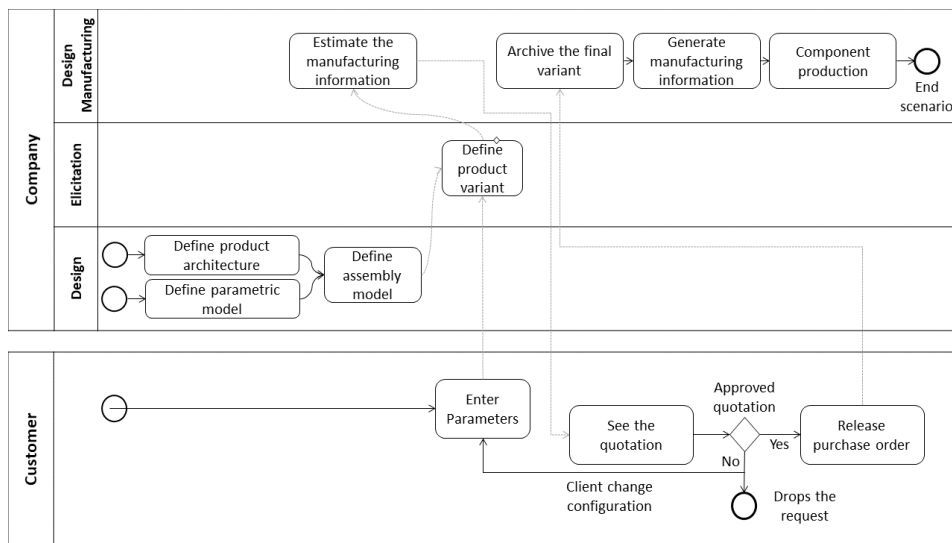 Company
Design
Manufacturing
Estimate the
manufacturing
information
Archive the final
variant
Generate
manufacturing
information
Component
production
End
scenario
Elicitation
Define
product
variant
Design
Define product
architecture
Define parametric
model
Define
assembly
model
Customer
Enter
Parameters
See the
quotation
Approved
quotation
Yes
No
Release
purchase order
Client change
configuration
Drops the
request